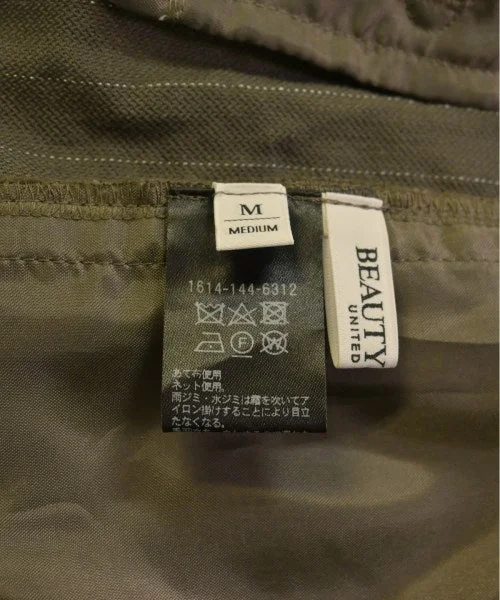 M
MEDIUM
BEAUTY
UNITED
1614-144-6312
あて布使用
ネット使用。
雨ジミ・水ジミは霧を吹いてア
イロン掛けすることにより目立
たなくなる。